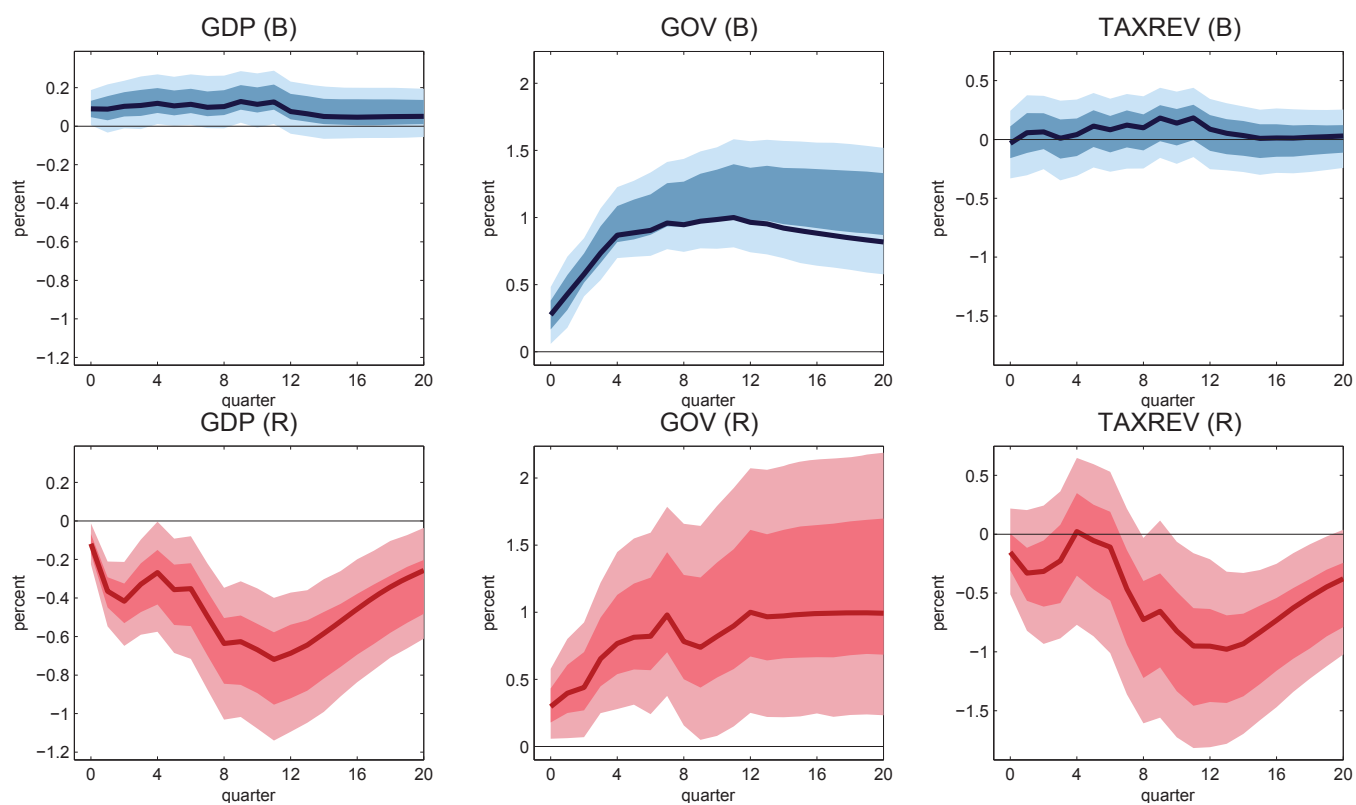 GDP (B)
GOV (B)
TAXREV (B)
percent
0.2
0
−0.2
−0.4
−0.6
−0.8
−1
−1.2
0 4 8 12 16 20
quarter
percent
2
1.5
1
0.5
0
0 4 8 12 16 20
quarter
percent
0.5
0
−0.5
−1
−1.5
0 4 8 12 16 20
quarter
GDP (R)
GOV (R)
TAXREV (R)
percent
0.2
0
−0.2
−0.4
−0.6
−0.8
−1
−1.2
0 4 8 12 16 20
quarter
percent
2
1.5
1
0.5
0
0 4 8 12 16 20
quarter
percent
0.5
0
−0.5
−1
−1.5
0 4 8 12 16 20
quarter